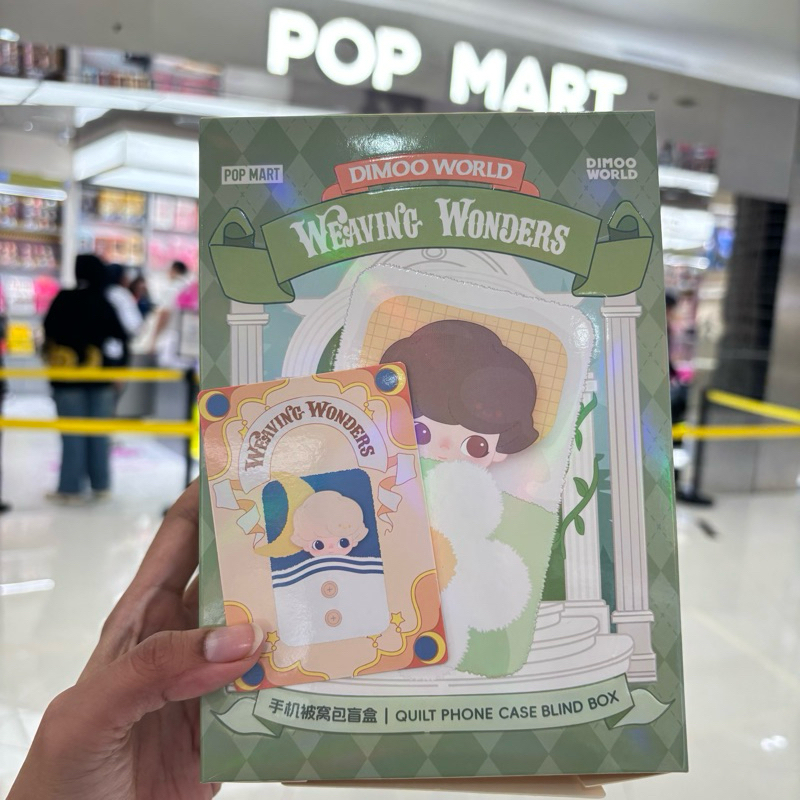 POP MART
POP MART
DIMOO WORLD
DIMOO
WORLD
WEAVING WONDERS
WEAVING WONDERS
手机被窝包盲盒 | QUILT PHONE CASE BLIND BOX